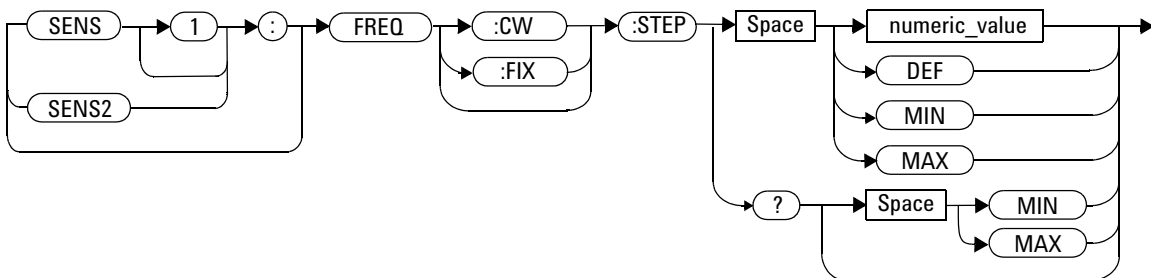 SENS 1 : FREQ :CW :STEP Space numeric_value
:FIX DEF
SENS2 MIN
MAX
? Space MIN
MAX